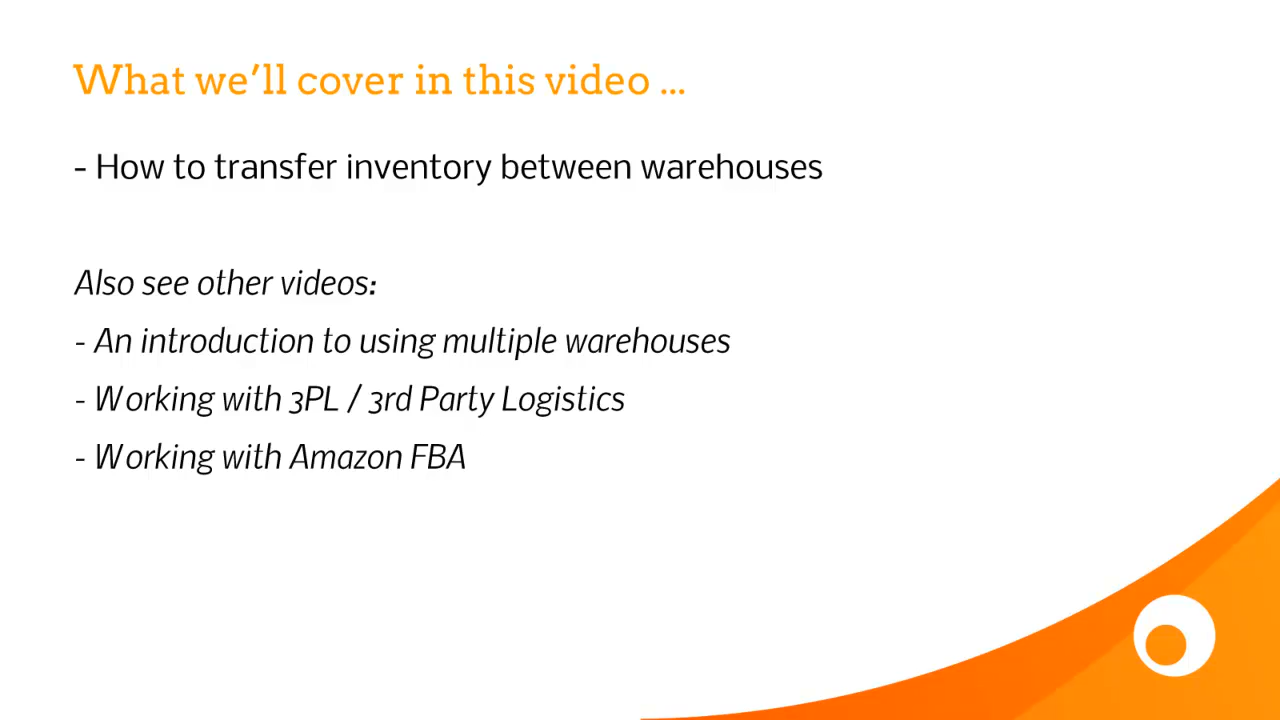 What we’ll cover in this video ...
- How to transfer inventory between warehouses
Also see other videos:
- An introduction to using multiple warehouses
- Working with 3PL / 3rd Party Logistics
- Working with Amazon FBA